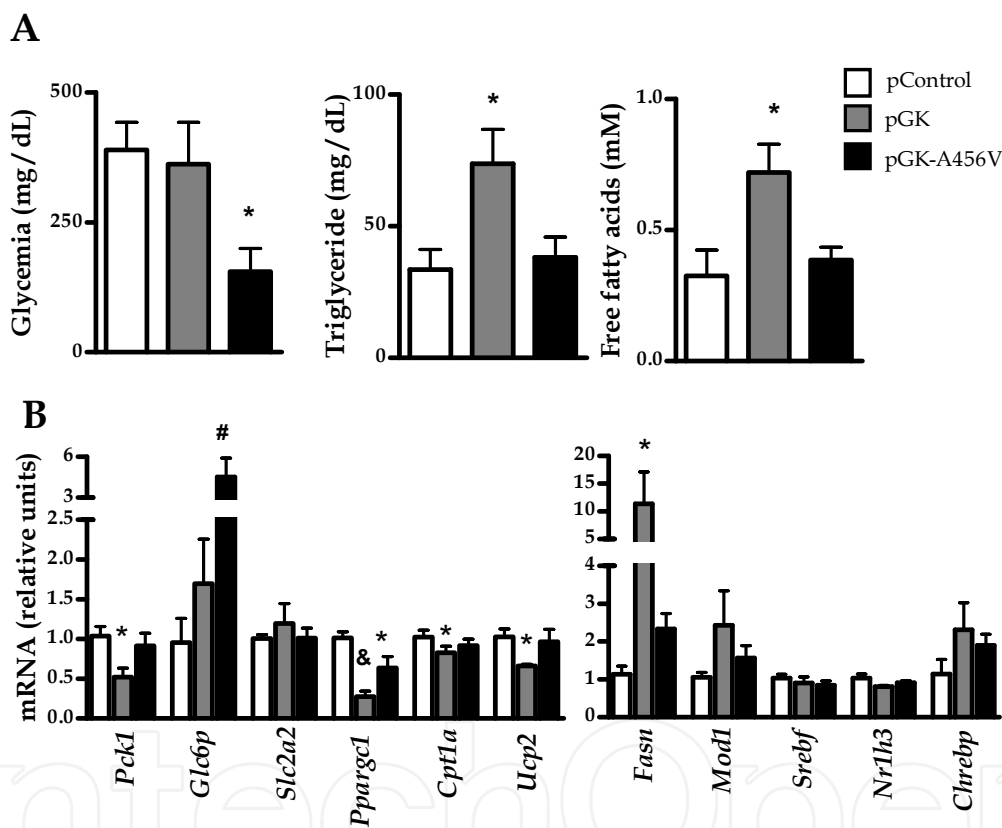 A
Glycemia (mg/dL)
500
250
0
*
Triglyceride (mg/dL)
100
50
0
*
Free fatty acids (mM)
1.0
0.5
0.0
*
pControl
pGK
pGK-A456V
B
mRNA (relative units)
6
3
2.5
2.0
1.5
1.0
0.5
0.0
*
#
&
*
*
*
Pck1
Glc6p
Slc2a2
Ppargc1
Cpt1a
Ucp2
20
15
10
5
4
3
2
1
0
*
Fasn
Mod1
Srebf
Nr1h3
Chrebp